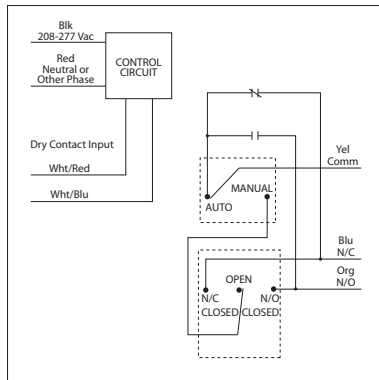 Blk
208-277 Vac
Red
Neutral or
Other Phase
CONTROL
CIRCUIT
Dry Contact Input
Wht/Red
Wht/Blu
Yel
Comm
MANUAL
AUTO
Blu
N/C
OPEN
Org
N/O
N/C
N/O
CLOSED
CLOSED